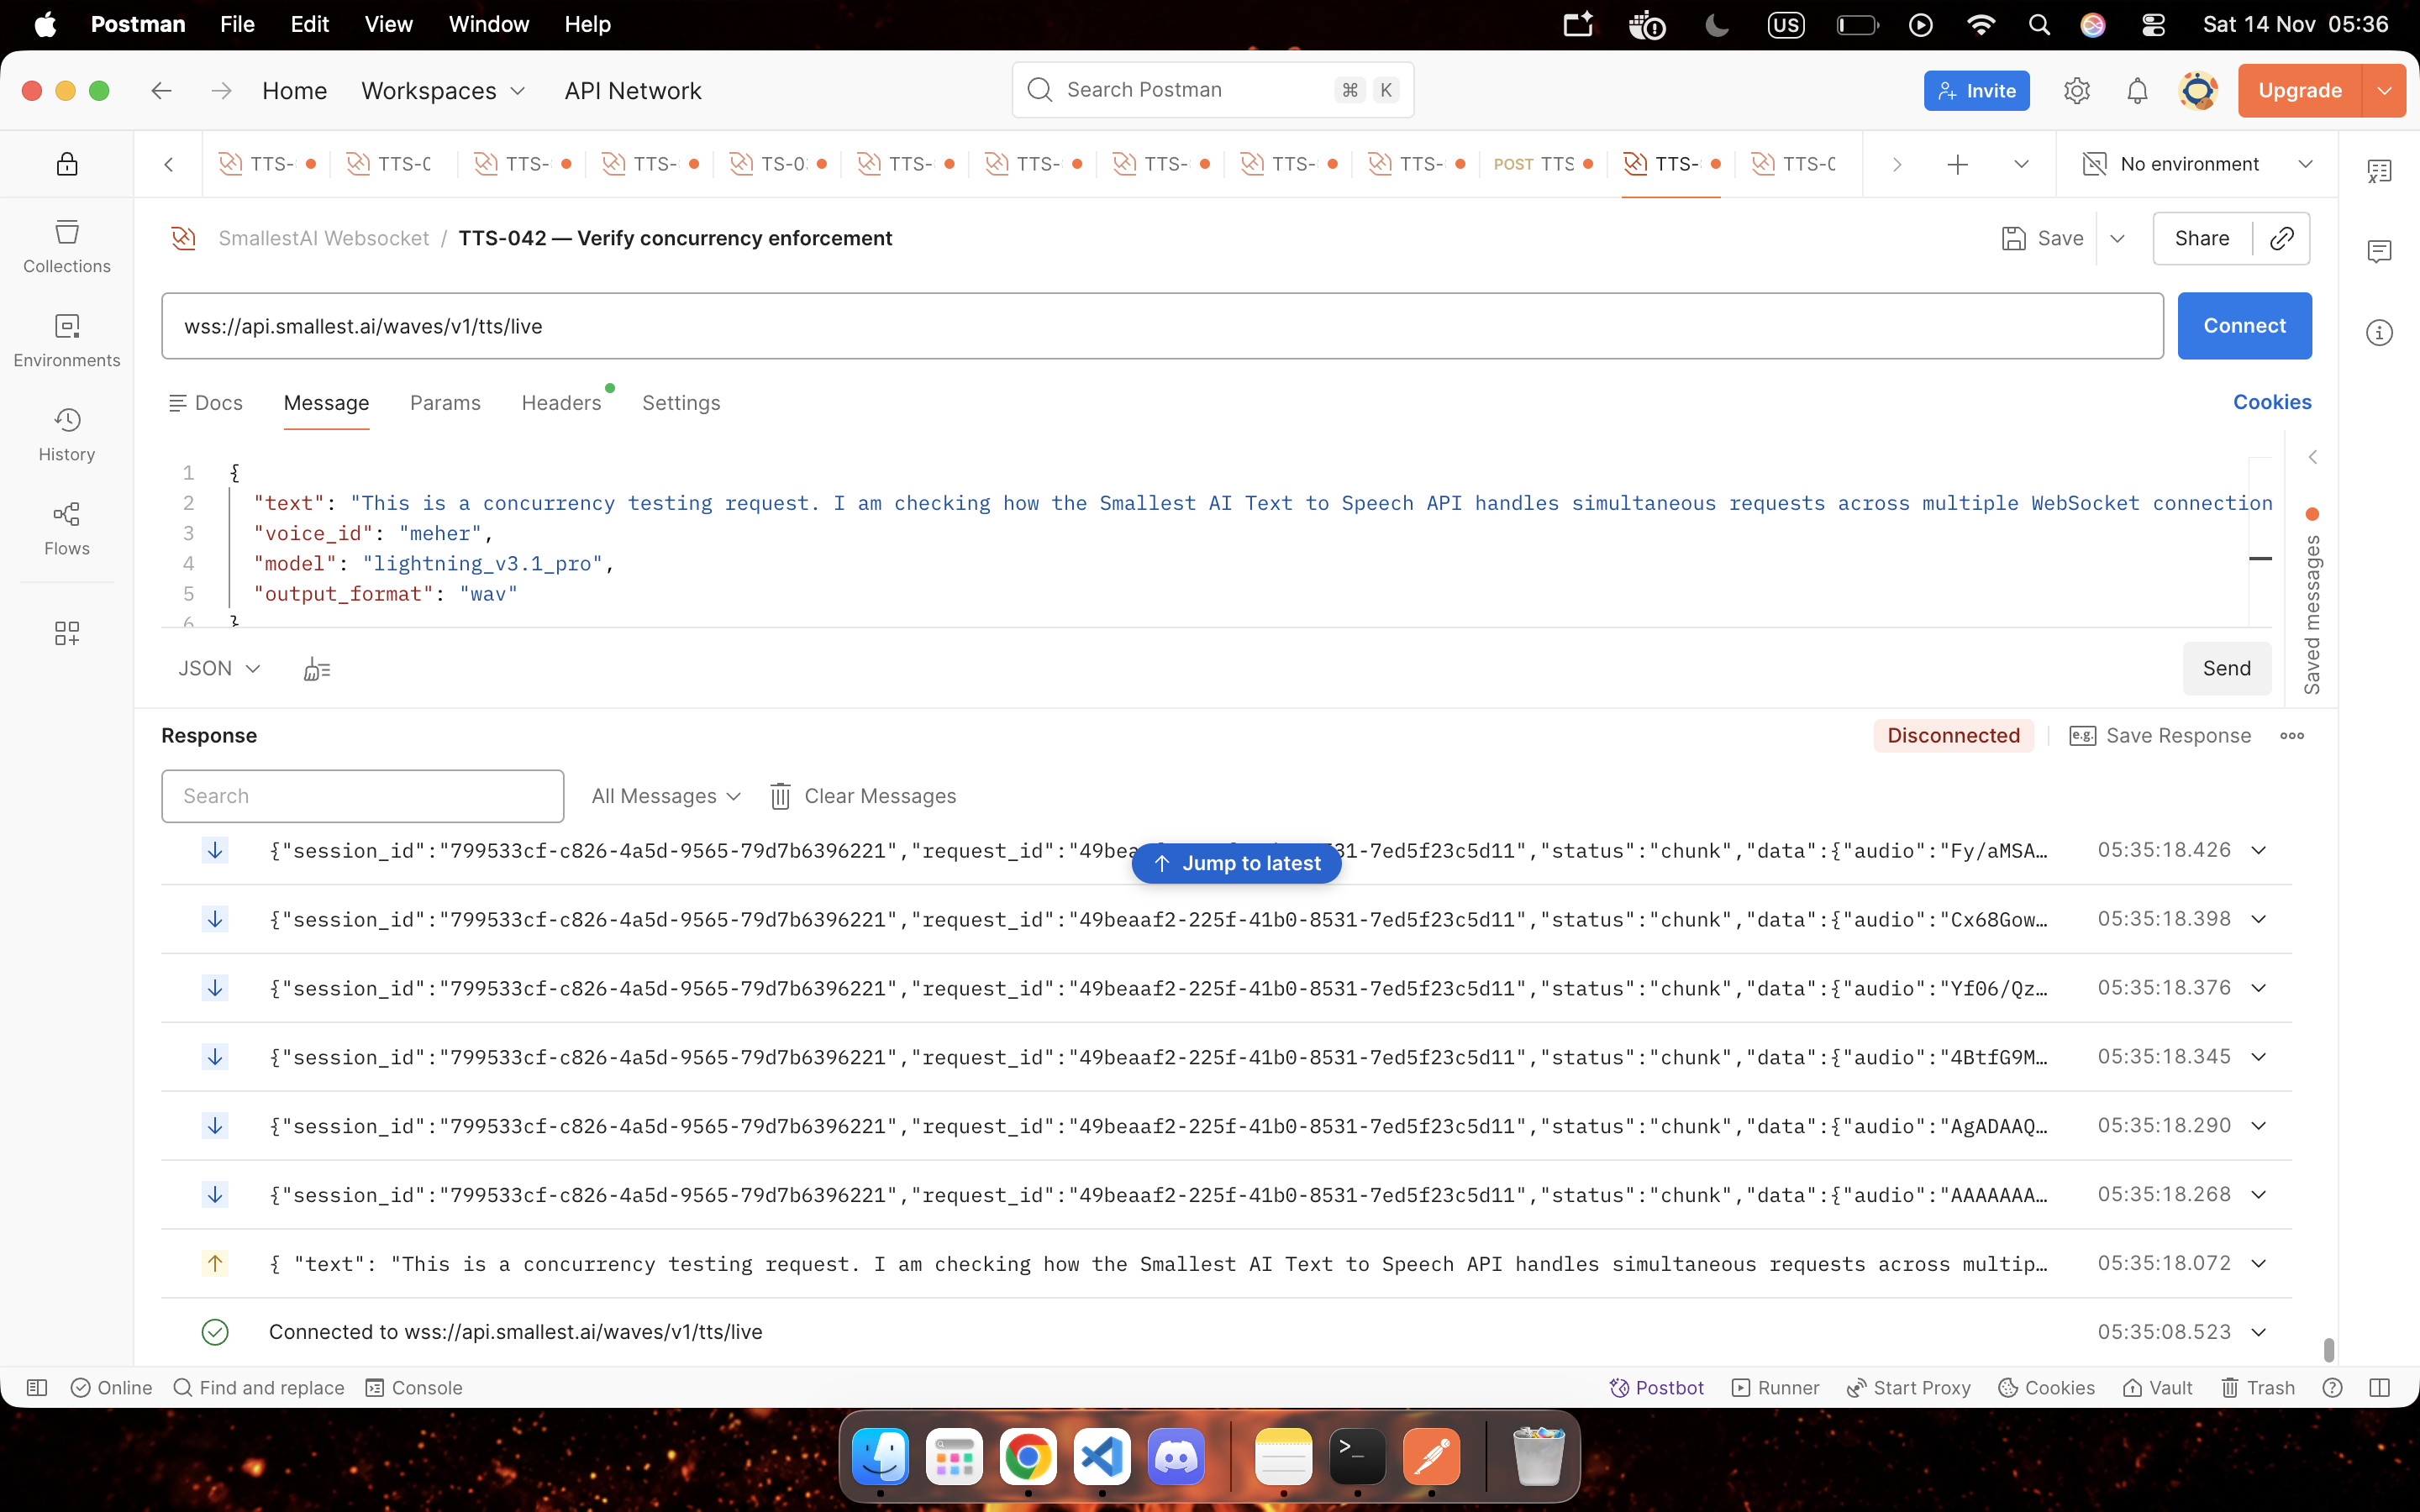 Postman File Edit View Window Help US Sat 14 Nov 05:36
Home Workspaces API Network Search Postman ⌘ K Invite Upgrade
TTS- TTS-0 TTS- TTS- TS-0: TTS- TTS- TTS- TTS- TTS- POST TTS TTS- TTS-0 No environment
SmallestAI Websocket / TTS-042 — Verify concurrency enforcement Save Share
Collections
wss://api.smallest.ai/waves/v1/tts/live Connect
Environments
Docs Message Params Headers Settings Cookies
History
1 {
2 "text": "This is a concurrency testing request. I am checking how the Smallest AI Text to Speech API handles simultaneous requests across multiple WebSocket connection
3 "voice_id": "meher",
Flows
4 "model": "lightning_v3.1_pro",
5 "output_format": "wav"
6 }
Saved messages
JSON Send
Response Disconnected e.g. Save Response
Search All Messages Clear Messages
{"session_id":"799533cf-c826-4a5d-9565-79d7b6396221","request_id":"49bea 31-7ed5f23c5d11","status":"chunk","data":{"audio":"Fy/aMSA… 05:35:18.426
Jump to latest
{"session_id":"799533cf-c826-4a5d-9565-79d7b6396221","request_id":"49beaaf2-225f-41b0-8531-7ed5f23c5d11","status":"chunk","data":{"audio":"Cx68Gow… 05:35:18.398
{"session_id":"799533cf-c826-4a5d-9565-79d7b6396221","request_id":"49beaaf2-225f-41b0-8531-7ed5f23c5d11","status":"chunk","data":{"audio":"Yf06/Qz… 05:35:18.376
{"session_id":"799533cf-c826-4a5d-9565-79d7b6396221","request_id":"49beaaf2-225f-41b0-8531-7ed5f23c5d11","status":"chunk","data":{"audio":"4BtfG9M… 05:35:18.345
{"session_id":"799533cf-c826-4a5d-9565-79d7b6396221","request_id":"49beaaf2-225f-41b0-8531-7ed5f23c5d11","status":"chunk","data":{"audio":"AgADAAQ… 05:35:18.290
{"session_id":"799533cf-c826-4a5d-9565-79d7b6396221","request_id":"49beaaf2-225f-41b0-8531-7ed5f23c5d11","status":"chunk","data":{"audio":"AAAAAAA… 05:35:18.268
{ "text": "This is a concurrency testing request. I am checking how the Smallest AI Text to Speech API handles simultaneous requests across multip… 05:35:18.072
Connected to wss://api.smallest.ai/waves/v1/tts/live 05:35:08.523
Online Find and replace Console Postbot Runner Start Proxy Cookies Vault Trash